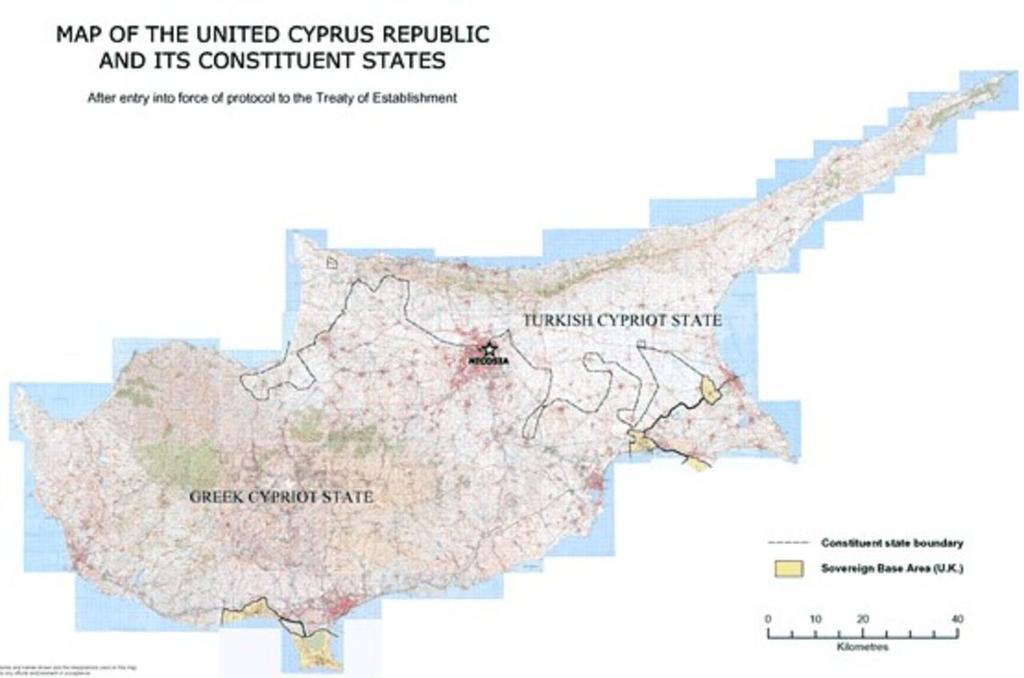 MAP OF THE UNITED CYPRUS REPUBLIC
AND ITS CONSTITUENT STATES
After entry into force of protocol to the Treaty of Establishment
TURKISH CYPRIOT STATE
NICOSIA
GREEK CYPRIOT STATE
Constituent state boundary
Sovereign Base Area (U.K.)
0 10 20 40
Kilometres